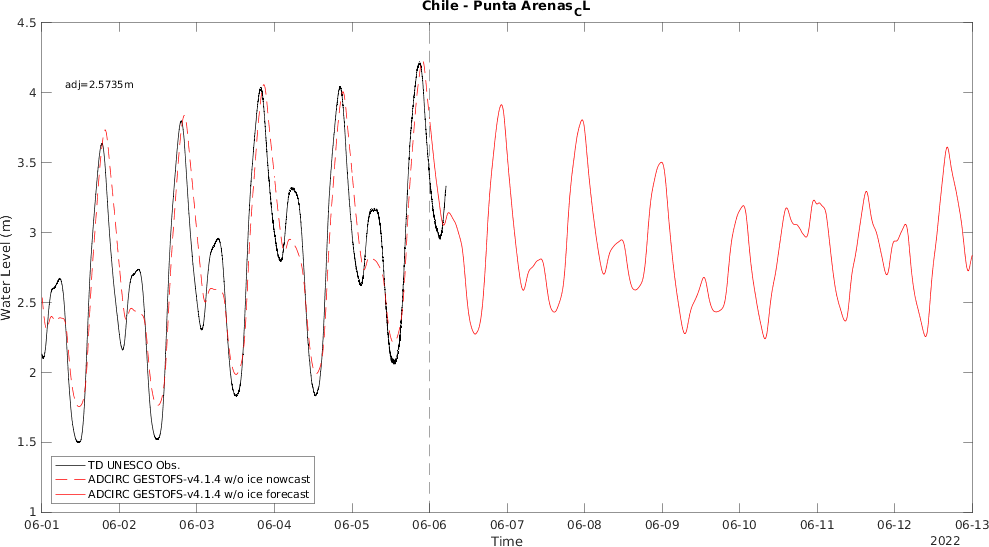 Chile - Punta Arenas_CL
4.5
4
3.5
3
2.5
2
1.5
1
Water Level (m)
adj=2.5735m
TD UNESCO Obs.
ADCIRC GESTOFS-v4.1.4 w/o ice nowcast
ADCIRC GESTOFS-v4.1.4 w/o ice forecast
06-01 06-02 06-03 06-04 06-05 06-06 06-07 06-08 06-09 06-10 06-11 06-12 06-13
Time
2022